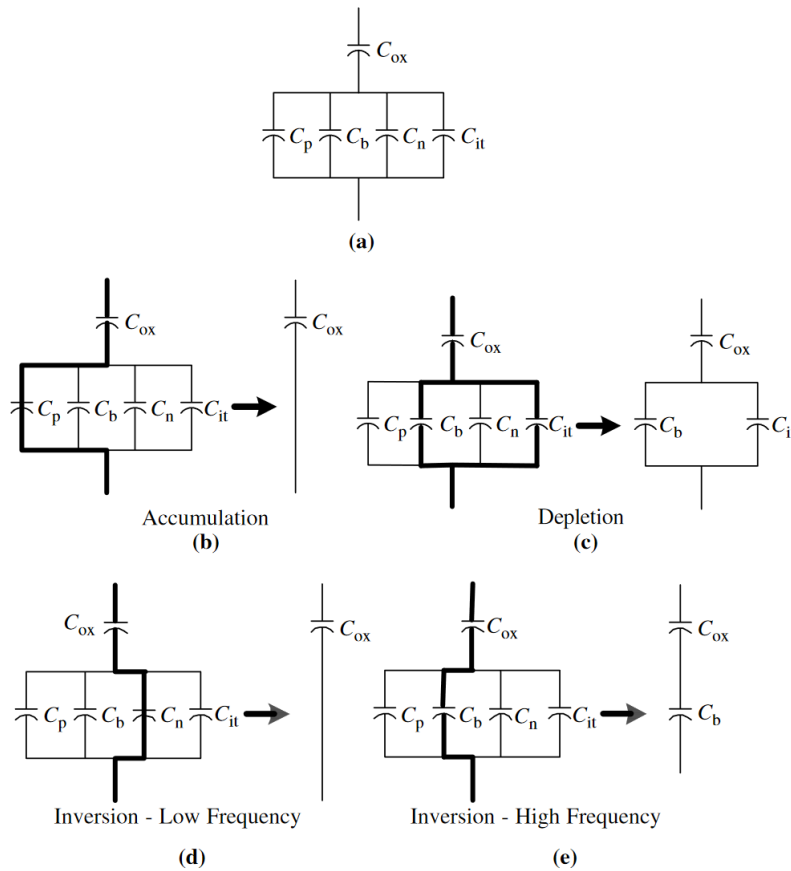 C_ox
C_p C_b C_n C_it
(a)
C_ox C_ox
C_p C_b C_n C_it
Accumulation
(b)
C_ox C_ox
C_p C_b C_n C_it C_b C_i
Depletion
(c)
C_ox C_ox
C_p C_b C_n C_it
Inversion - Low Frequency
(d)
C_ox C_ox
C_p C_b C_n C_it C_b
Inversion - High Frequency
(e)